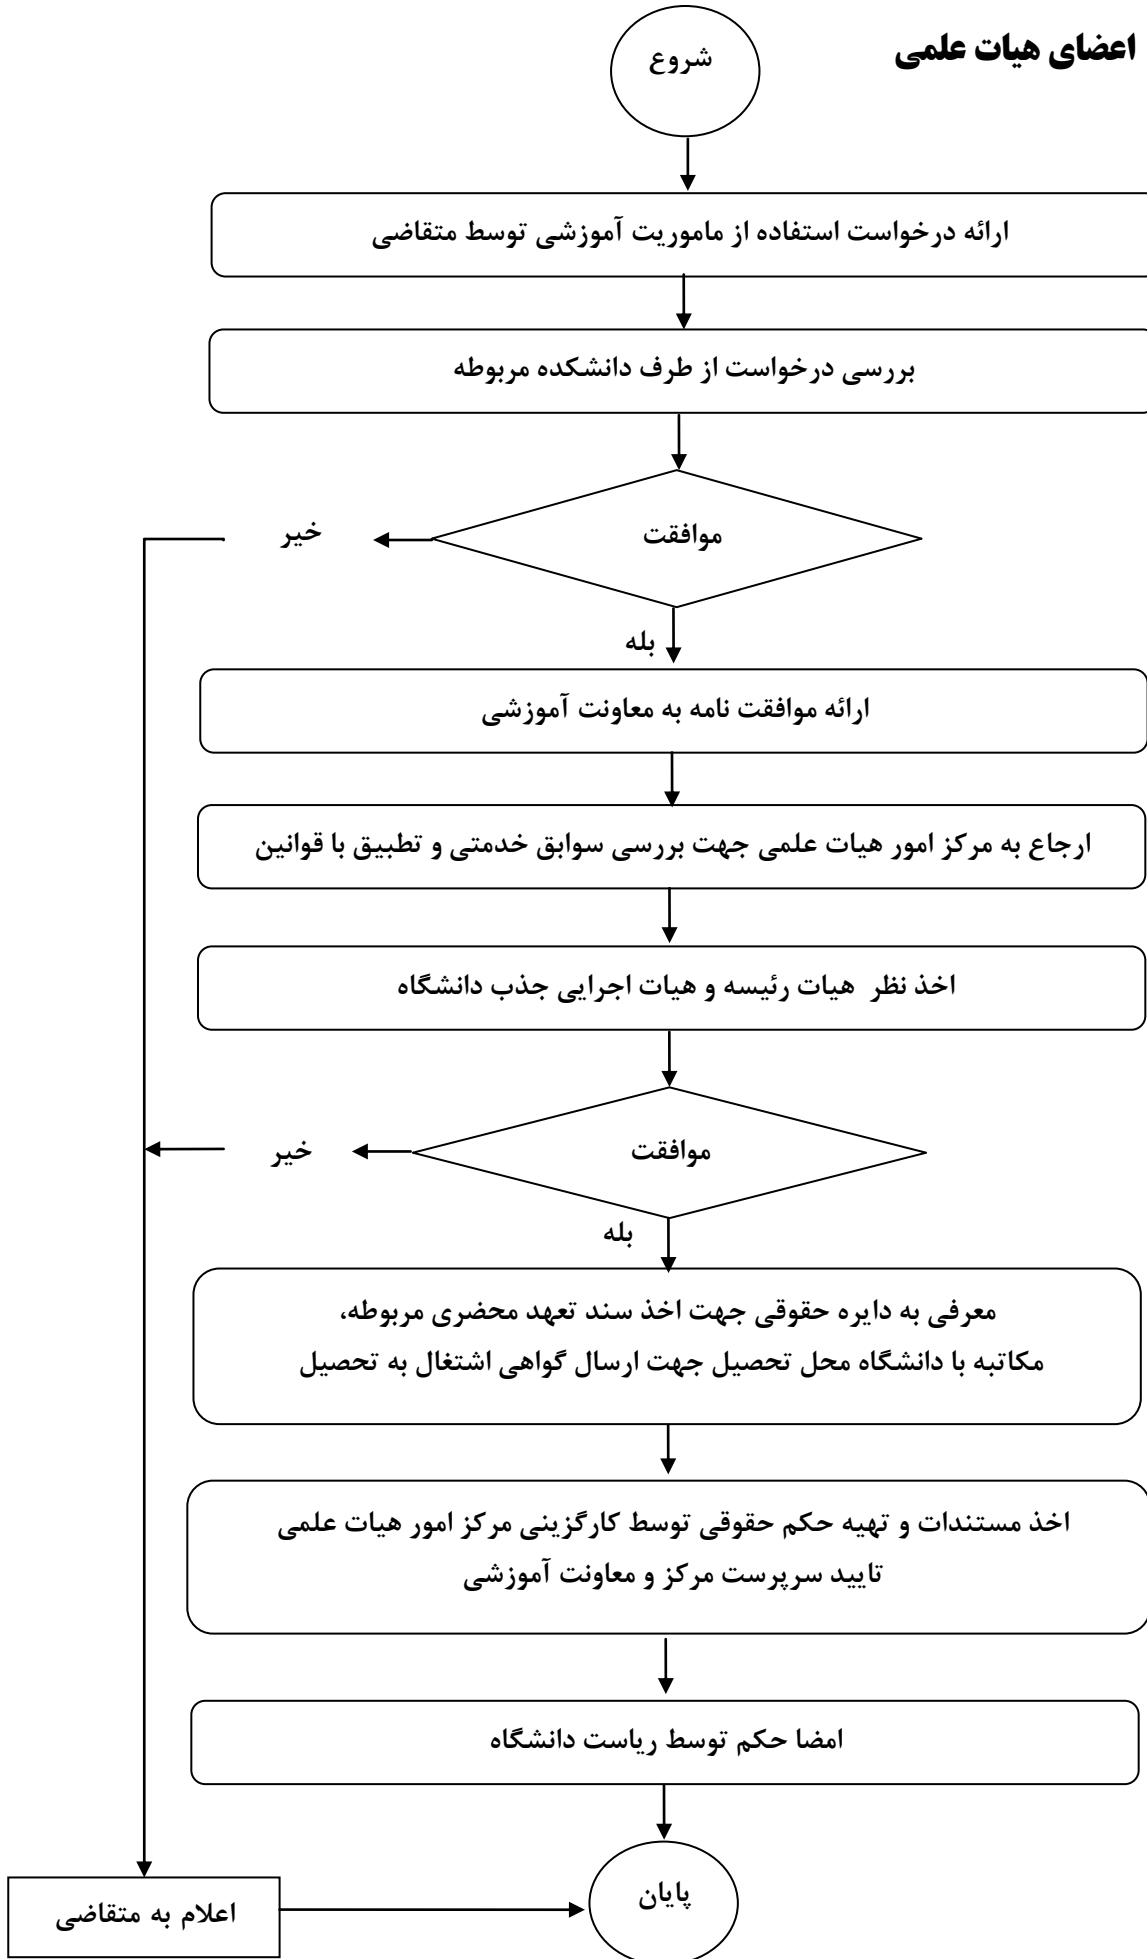 اعضای هیات علمی
شروع
ارائه درخواست استفاده از ماموریت آموزشی توسط متقاضی
بررسی درخواست از طرف دانشکده مربوطه
موافقت
خیر
بله
ارائه موافقت نامه به معاونت آموزشی
ارجاع به مرکز امور هیات علمی جهت بررسی سوابق خدمتی و تطبیق با قوانین
اخذ نظر هیات رئیسه و هیات اجرایی جذب دانشگاه
موافقت
خیر
بله
معرفی به دایره حقوقی جهت اخذ سند تعهد محضری مربوطه،
مکاتبه با دانشگاه محل تحصیل جهت ارسال گواهی اشتغال به تحصیل
اخذ مستندات و تهیه حکم حقوقی توسط کارگزینی مرکز امور هیات علمی
تایید سرپرست مرکز و معاونت آموزشی
امضا حکم توسط ریاست دانشگاه
پایان
اعلام به متقاضی